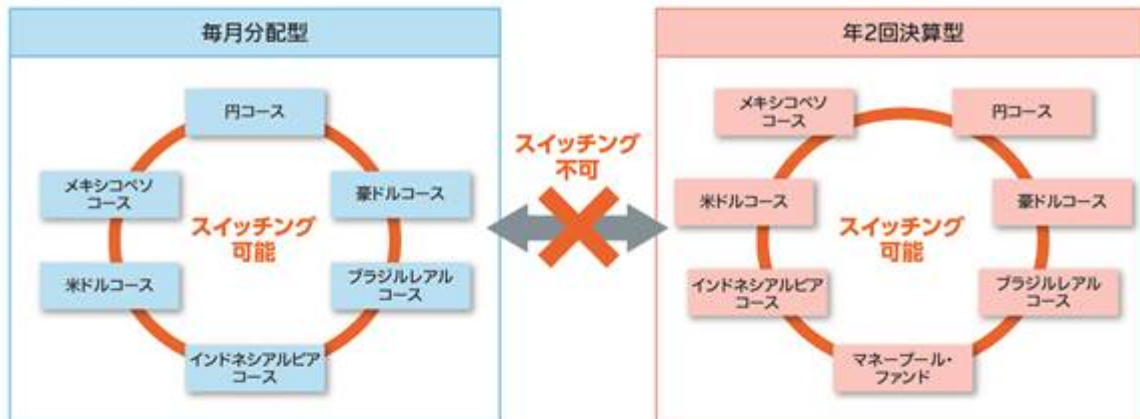 毎月分配型
円コース
メキシコペソ
コース
豪ドルコース
スイッチング
可能
米ドルコース
ブラジルレアル
コース
インドネシアルピア
コース
スイッチング
不可
年2回決算型
メキシコペソ
コース
円コース
米ドルコース
豪ドルコース
スイッチング
可能
インドネシアルピア
コース
ブラジルレアル
コース
マネープール・
ファンド